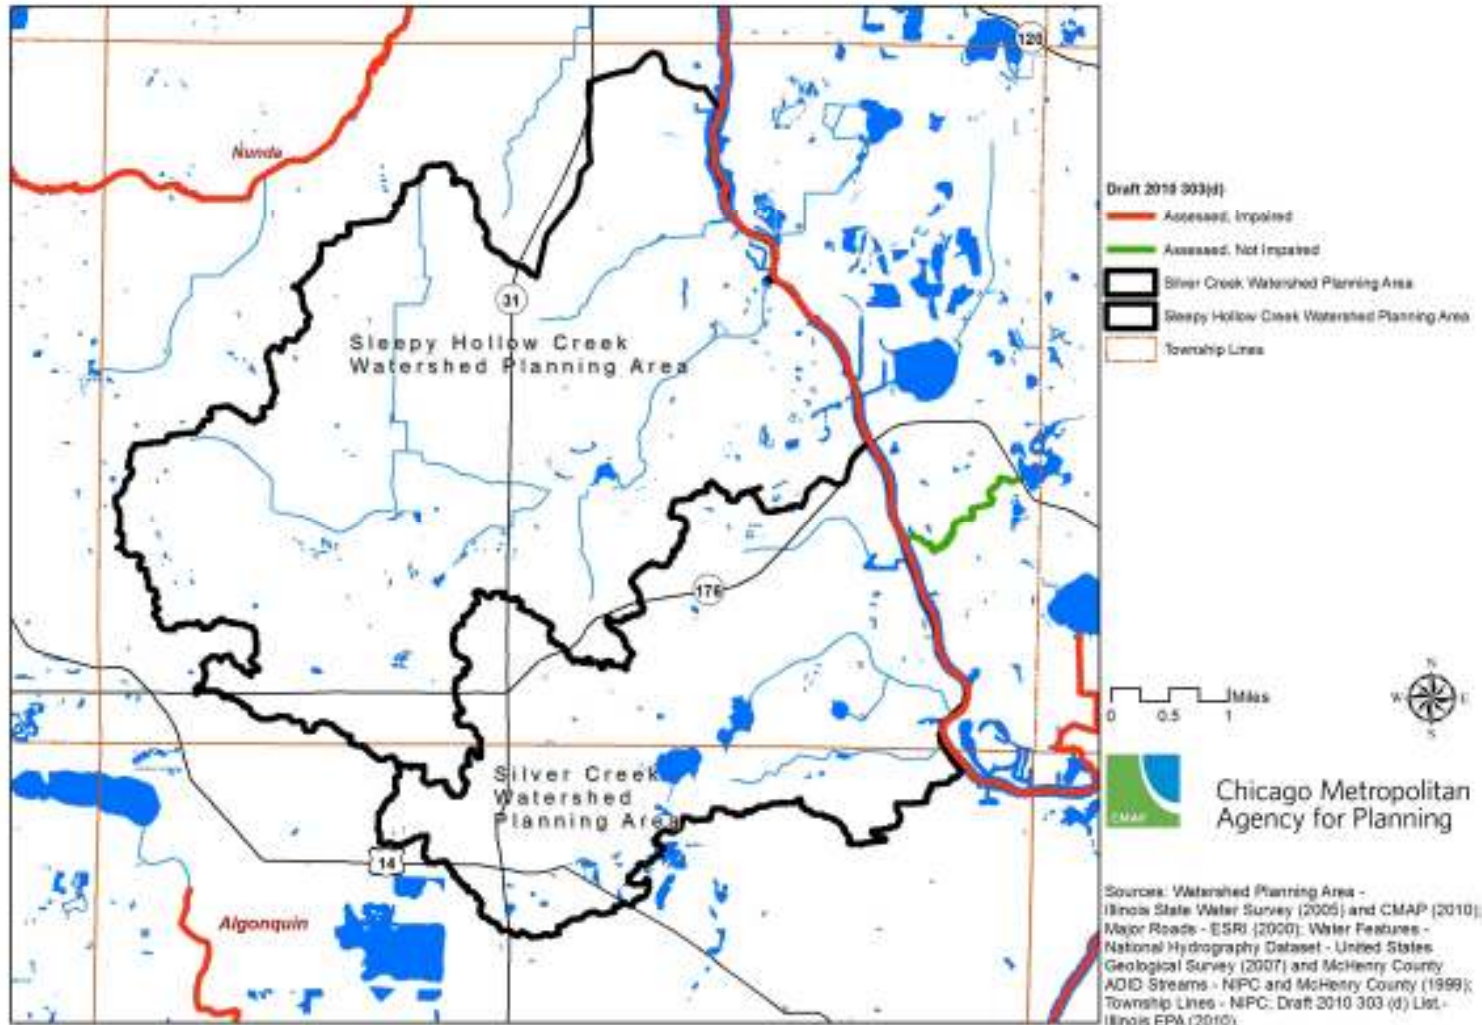 120
Nunda
31
Sleepy Hollow Creek
Watershed Planning Area
176
Silver Creek
Watershed
Planning Area
14
Algonquin
Draft 2010 303(d)
Assessed, Impaired
Assessed, Not Impaired
Silver Creek Watershed Planning Area
Sleepy Hollow Creek Watershed Planning Area
Township Lines
N
W E
S
Miles
0 0.5 1
CMAP
Chicago Metropolitan
Agency for Planning
Sources: Watershed Planning Area -
Illinois State Water Survey (2005) and CMAP (2010);
Major Roads - ESRI (2000); Water Features -
National Hydrography Dataset - United States
Geological Survey (2007) and McHenry County
ADID Streams - NIPC and McHenry County (1999);
Township Lines - NIPC; Draft 2010 303 (d) List -
Illinois EPA (2010)